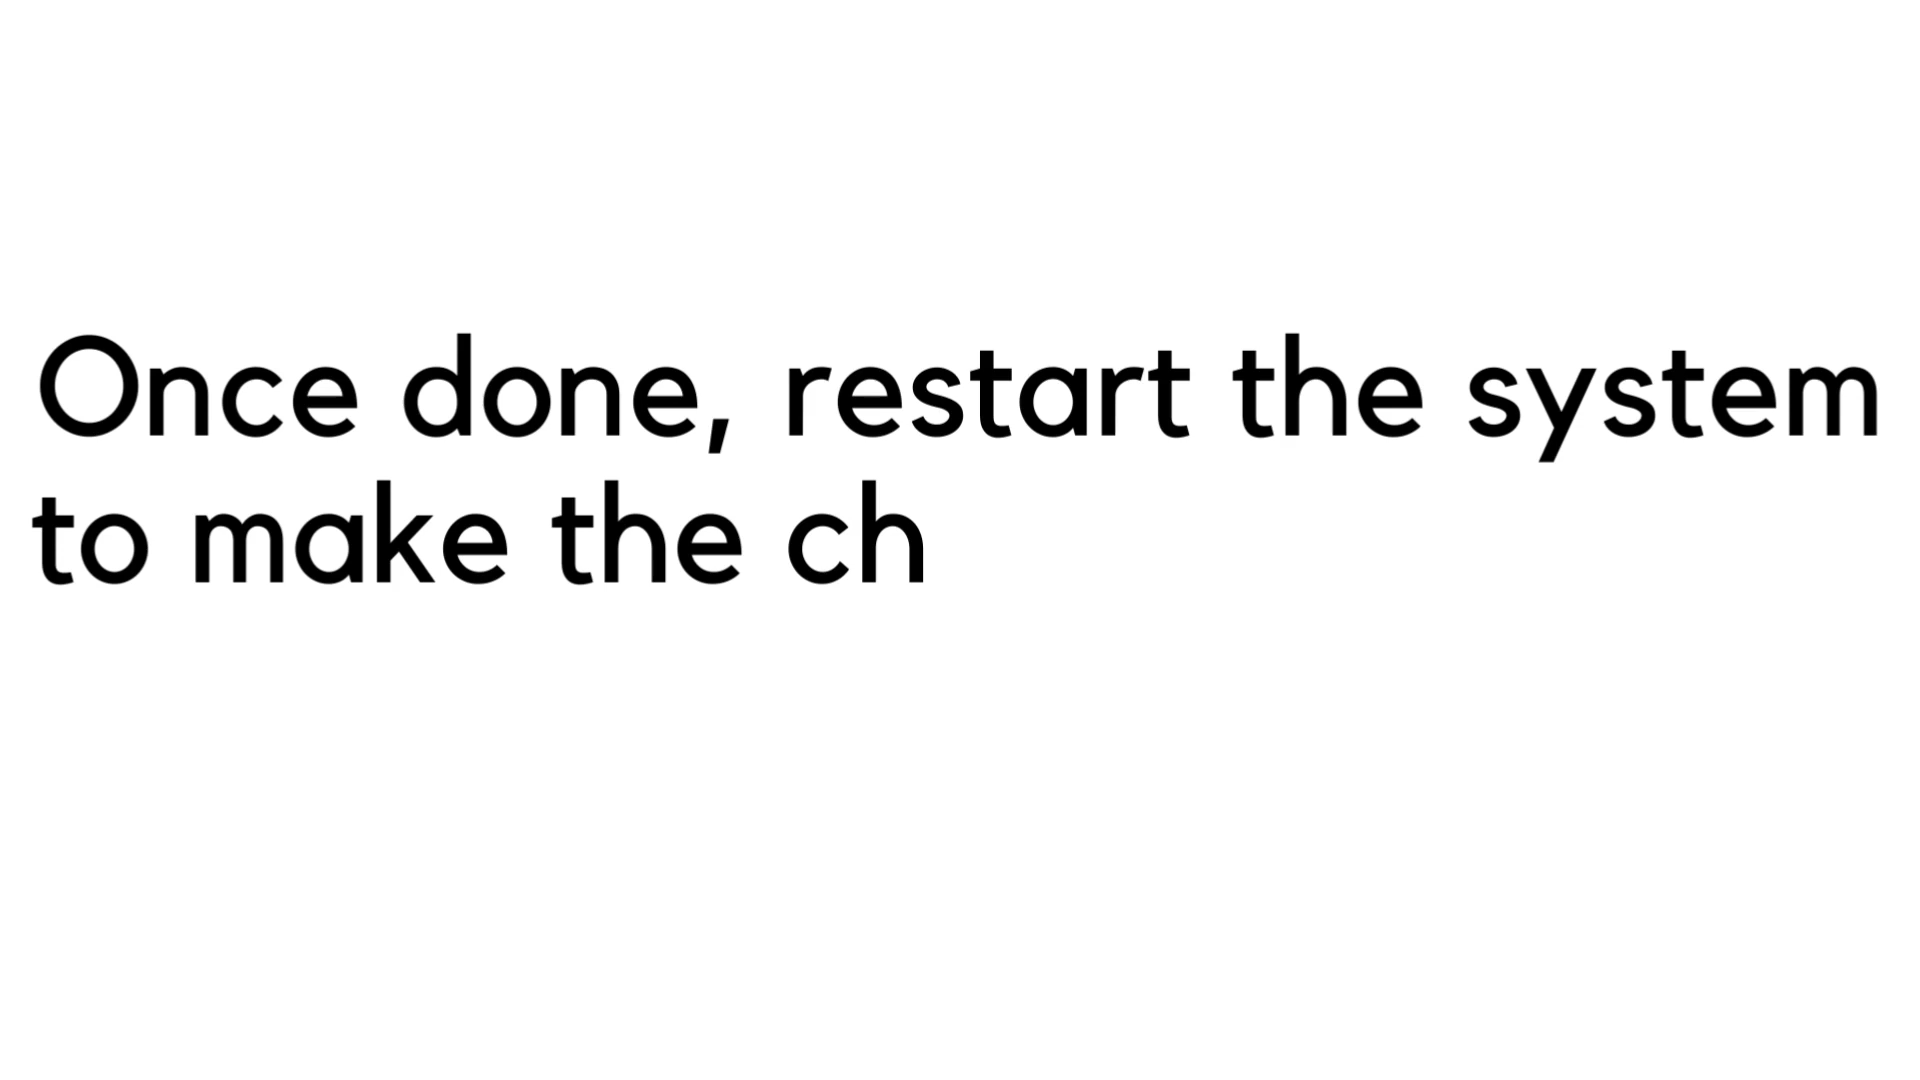 Once done, restart the system
to make the ch